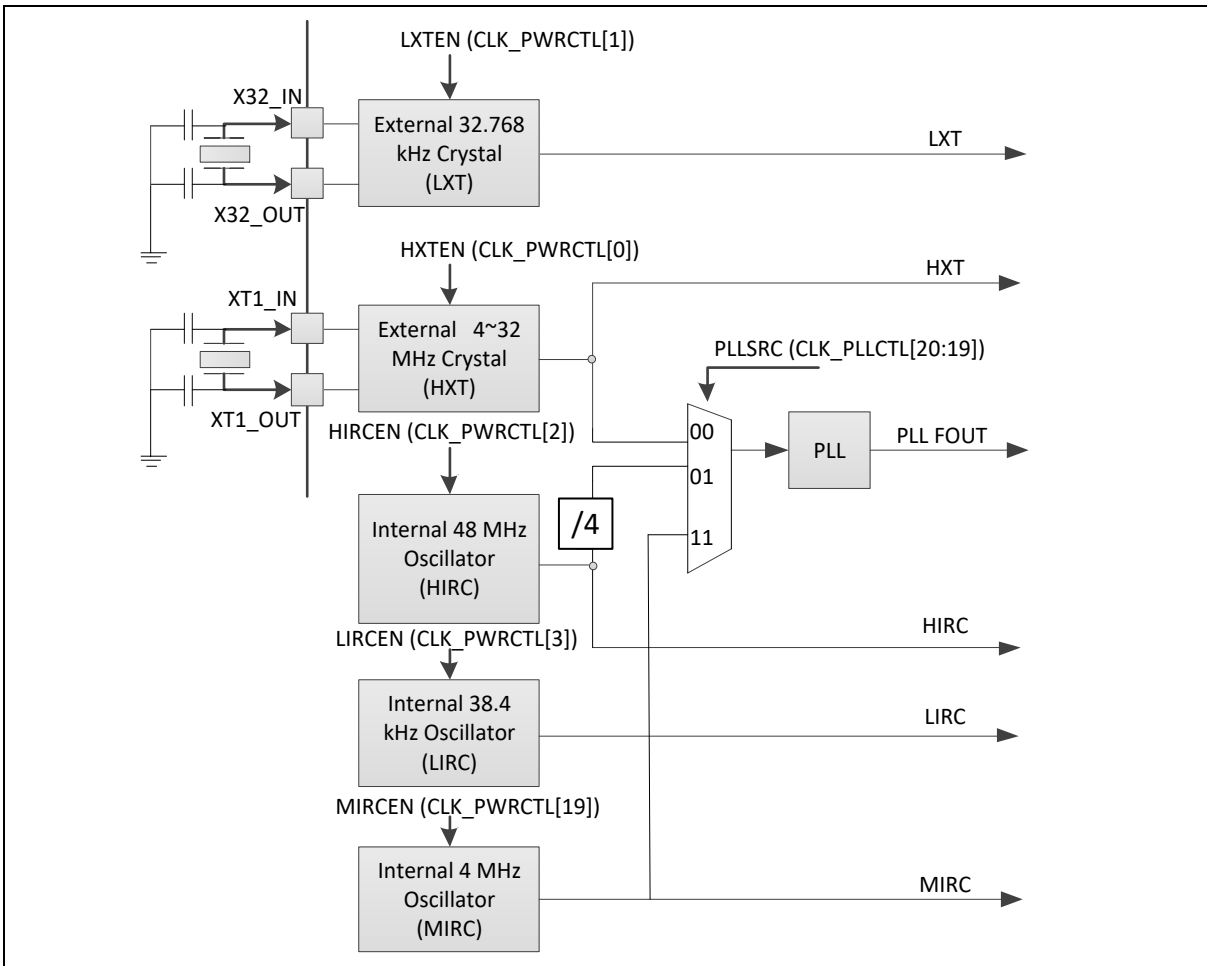 LXTEN (CLK_PWRCTL[1])
X32_IN
External 32.768
kHz Crystal
(LXT)
LXT
X32_OUT
HXTEN (CLK_PWRCTL[0])
HXT
XT1_IN
External 4~32
MHz Crystal
(HXT)
PLLSRC (CLK_PLLCTL[20:19])
XT1_OUT
HIRCEN (CLK_PWRCTL[2])
00
01
11
PLL
PLL FOUT
/4
Internal 48 MHz
Oscillator
(HIRC)
HIRC
LIRCEN (CLK_PWRCTL[3])
Internal 38.4
kHz Oscillator
(LIRC)
LIRC
MIRCEN (CLK_PWRCTL[19])
Internal 4 MHz
Oscillator
(MIRC)
MIRC